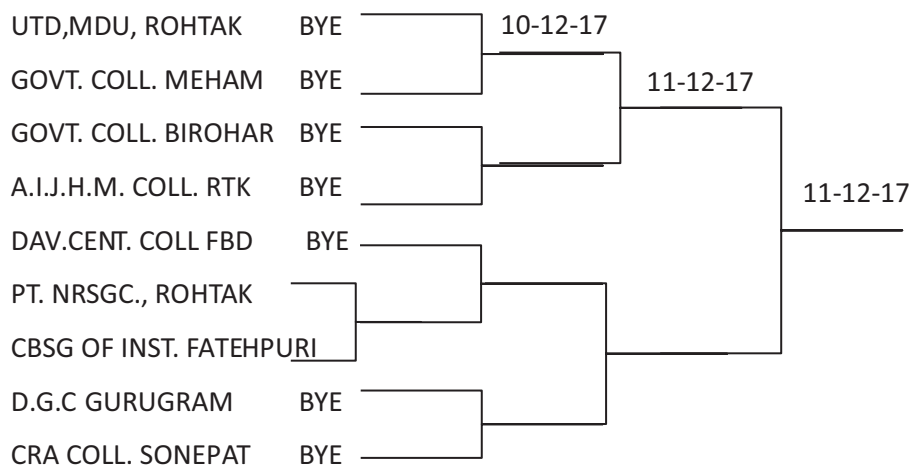 UTD,MDU, ROHTAK BYE 10-12-17
GOVT. COLL. MEHAM BYE 11-12-17
GOVT. COLL. BIROHAR BYE
A.I.J.H.M. COLL. RTK BYE 11-12-17
DAV.CENT. COLL FBD BYE
PT. NRSGC., ROHTAK
CBSG OF INST. FATEHPURI
D.G.C GURUGRAM BYE
CRA COLL. SONEPAT BYE